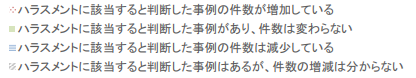 ハラスメントに該当すると判断した事例の件数が増加している
ハラスメントに該当すると判断した事例があり、件数は変わらない
ハラスメントに該当すると判断した事例の件数は減少している
ハラスメントに該当すると判断した事例はあるが、件数の増減は分からない